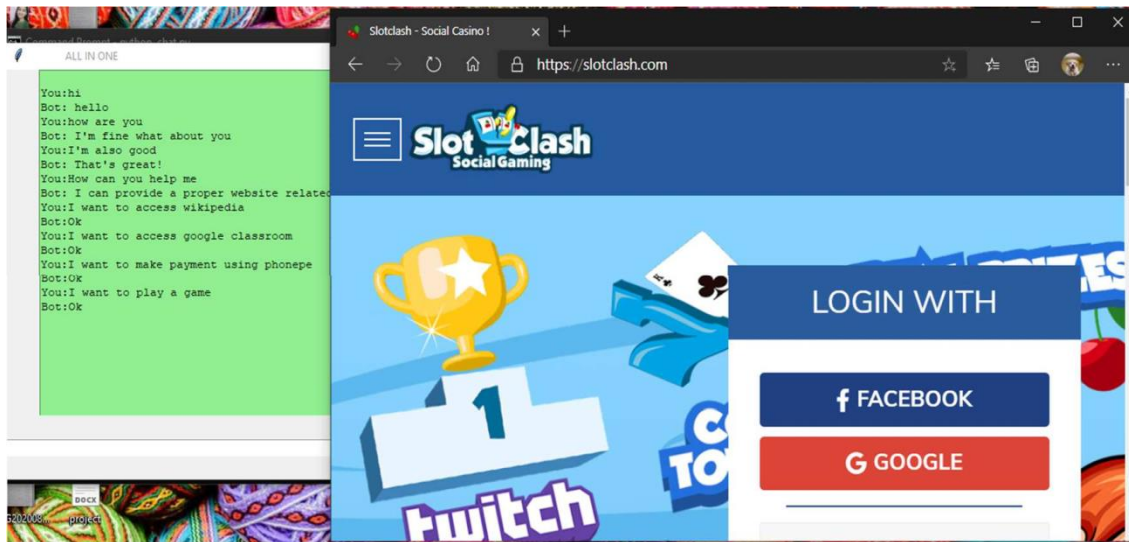 Command Prompt - python chat.py
ALL IN ONE
You:hi
Bot: hello
You:how are you
Bot: I'm fine what about you
You:I'm also good
Bot: That's great!
You:How can you help me
Bot: I can provide a proper website related
You:I want to access wikipedia
Bot:Ok
You:I want to access google classroom
Bot:Ok
You:I want to make payment using phonepe
Bot:Ok
You:I want to play a game
Bot:Ok
DOCX
project
Slotclash - Social Casino !
https://slotclash.com
Slot Clash
Social Gaming
1
twitch
TO
LOGIN WITH
f FACEBOOK
G GOOGLE